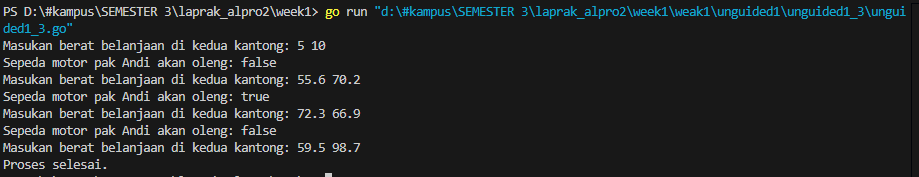 PS D:\#kampus\SEMESTER 3\laprak_alpro2\week1> go run "d:\#kampus\SEMESTER 3\laprak_alpro2\week1\weak1\unguided1\unguided1_3\ungui
ded1_3.go"
Masukan berat belanjaan di kedua kantong: 5 10
Sepeda motor pak Andi akan oleng: false
Masukan berat belanjaan di kedua kantong: 55.6 70.2
Sepeda motor pak Andi akan oleng: true
Masukan berat belanjaan di kedua kantong: 72.3 66.9
Sepeda motor pak Andi akan oleng: false
Masukan berat belanjaan di kedua kantong: 59.5 98.7
Proses selesai.